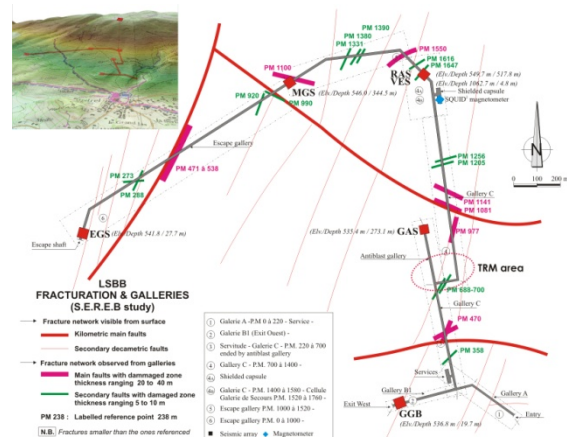 PM 1390
PM 1380
PM 1331
PM 1550
PM 1616
PM 1647
RAS
VES
(Elv./Depth 549.7 m / 517.8 m)
(Elv./Depth 1062.7 m / 4.8 m)
Shielded capsule
SQUID magnetometer
PM 1100
MGS
(Elv./Depth 546.0 m / 344.5 m)
PM 920
PM 990
Escape gallery
PM 471 à 538
PM 273
PM 268
EGS
(Elv./Depth 541.8 / 27.7 m)
Escape shaft
N
0 100 200 m
PM 1256
PM 1205
Gallery C
PM 1141
PM 1081
PM 977
GAS
(Elv./Depth 535.4 m / 273.1 m)
Antiblast gallery
TRM area
PM 688-700
Gallery C
PM 470
PM 358
Services
Gallery B1
Gallery A
Exit West
GGB
Entry
(Elv./Depth 536.8 m / 19.7 m)
LSBB
FRACTURATION & GALLERIES
(S.E.R.E.B study)
Fracture network visible from surface
Kilometric main faults
Secondary decametric faults
Fracture network observed from galleries
Main faults with dammaged zone
thickness ranging 20 to 40 m
Secondary faults with damaged zone
thickness ranging 5 to 10 m
PM 238 : Labelled reference point 238 m
N.B. Fractures smaller than the ones referenced
1 Galerie A -P.M 0 à 220 - Service -
2 Galerie B1 (Exit Ouest) -
3 Servitude - Galerie C - P.M. 220 à 700
ended by antiblast gallery
4 Gallery C - P.M. 700 à 1400 -
4a Shielded capsule
Galerie C - P.M. 1400 à 1580 - Cellule
Galerie de Secours P.M. 1520 à 1760 -
5 Escape gallery P.M. 1000 à 1520 -
6 Escape gallery P.M. 0 à 1000 -
Seismic array
Magnetometer